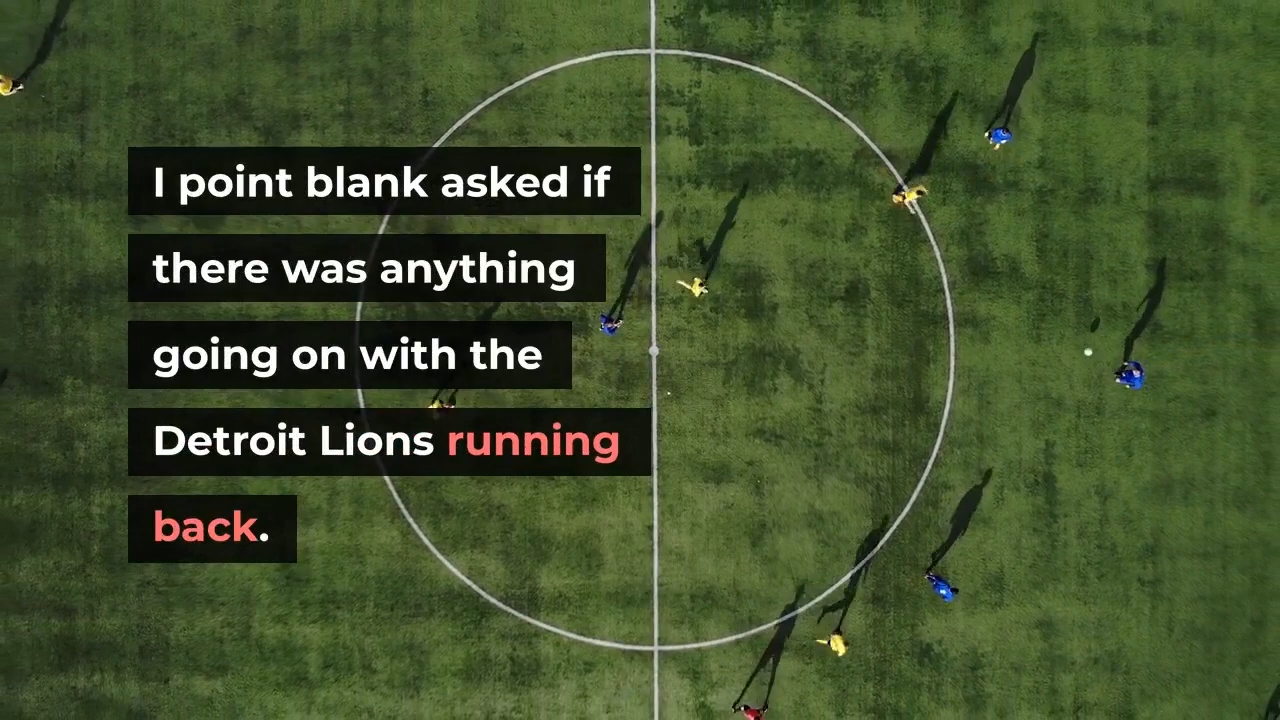 I point blank asked if
there was anything
going on with the
Detroit Lions running
back.